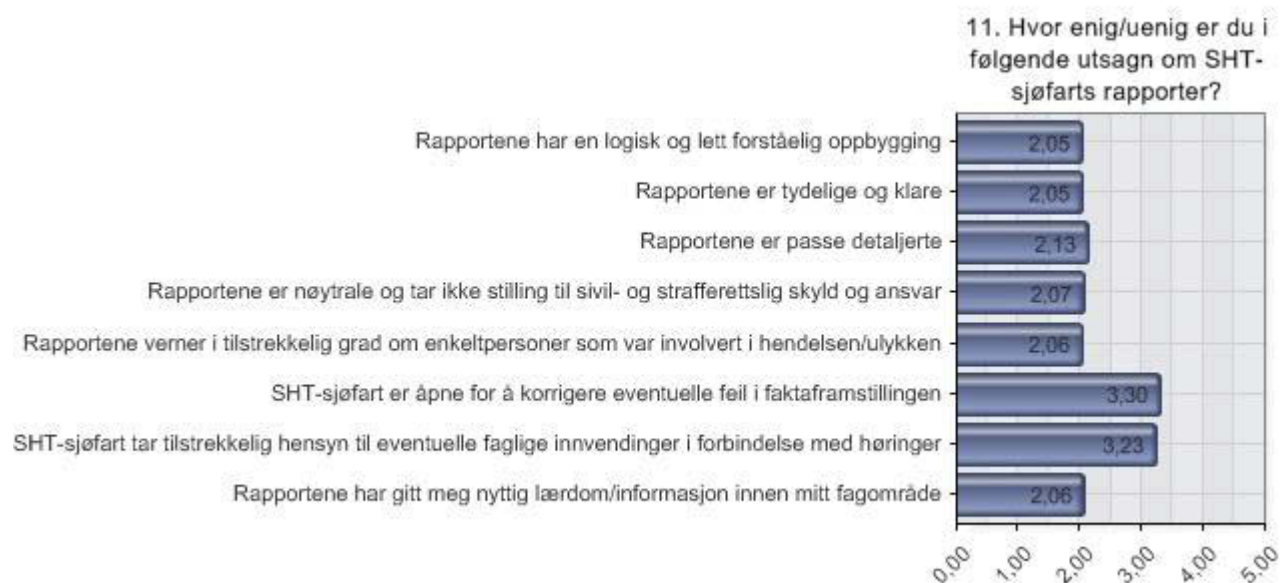 11. Hvor enig/uenig er du i
følgende utsagn om SHT-
sjøfarts rapporter?
Rapportene har en logisk og lett forståelig oppbygging
2,05
Rapportene er tydelige og klare
2,05
Rapportene er passe detaljerte
2,13
Rapportene er nøytrale og tar ikke stilling til sivil- og strafferettslig skyld og ansvar
2,07
Rapportene verner i tilstrekkelig grad om enkeltpersoner som var involvert i hendelsen/ulykken
2,06
SHT-sjøfart er åpne for å korrigere eventuelle feil i faktaframstillingen
3,30
SHT-sjøfart tar tilstrekkelig hensyn til eventuelle faglige innvendinger i forbindelse med høringer
3,23
Rapportene har gitt meg nyttig lærdom/informasjon innen mitt fagområde
2,06
0,00
1,00
2,00
3,00
4,00
5,00